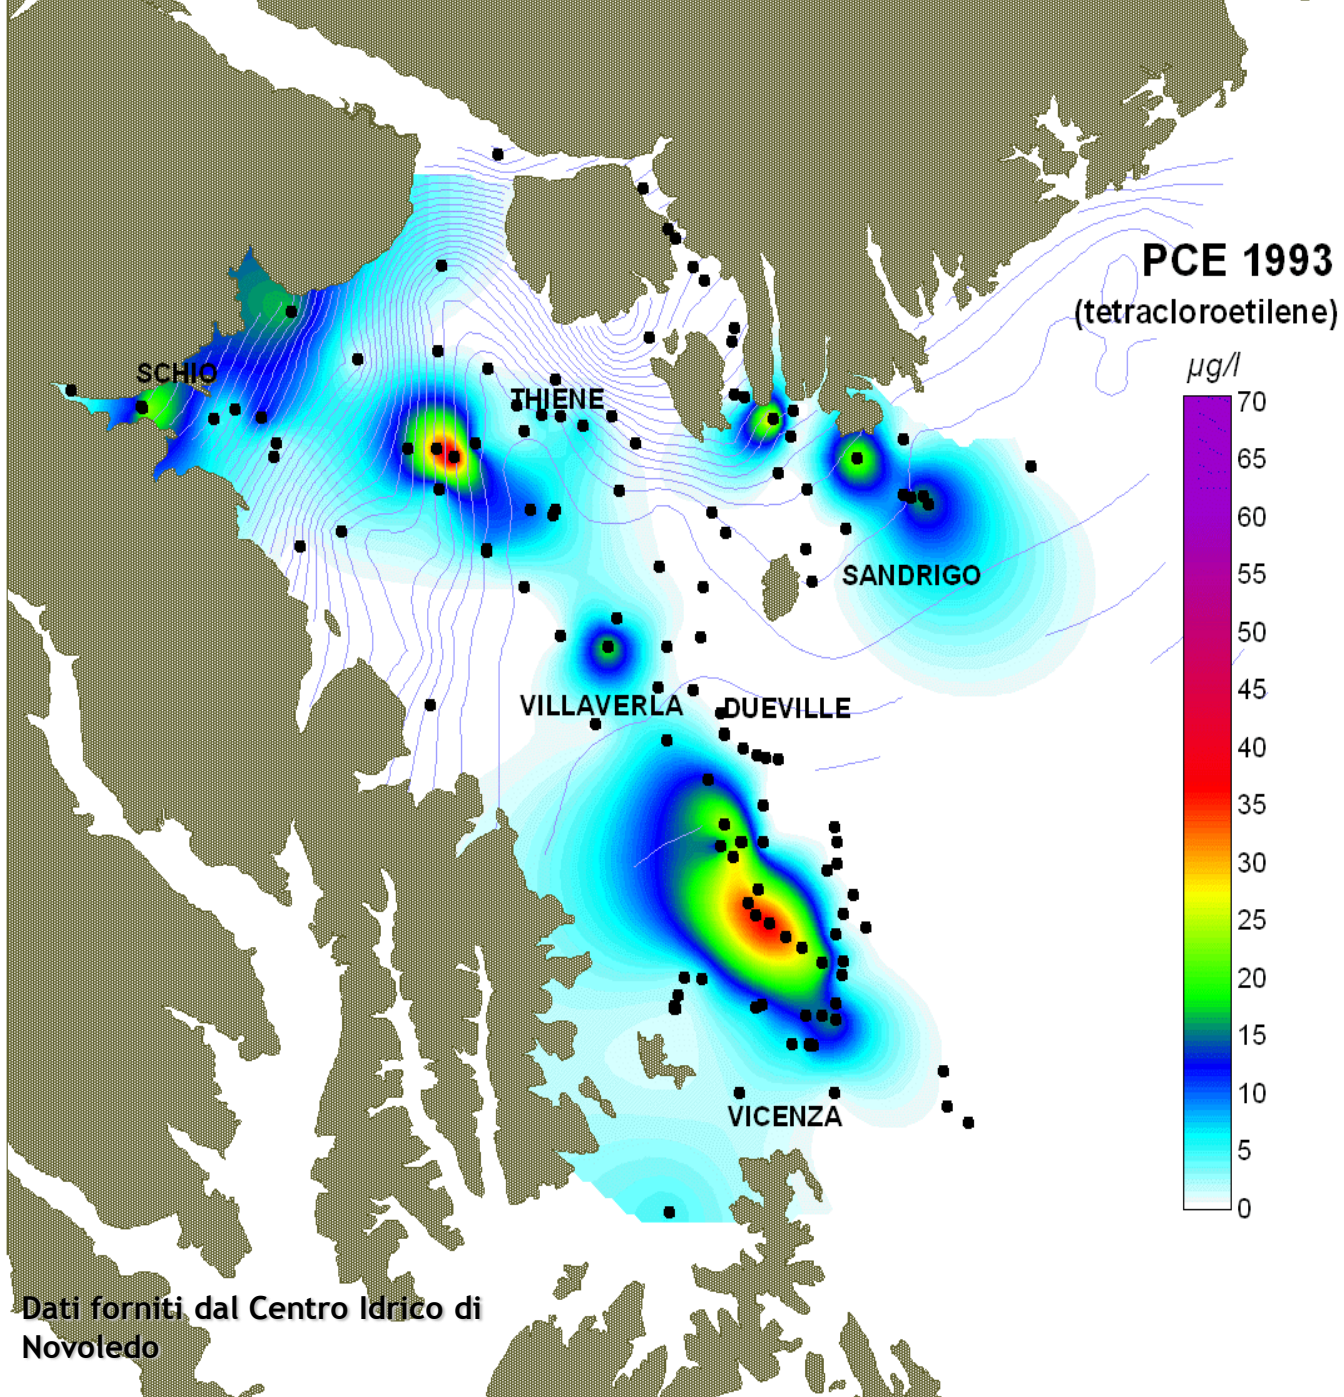 PCE 1993
(tetracloroetilene)
µg/l
70
65
60
55
50
45
40
35
30
25
20
15
10
5
0
SCHIO
THIENE
SANDRIGO
VILLAVERLA
DUEVILLE
VICENZA
Dati forniti dal Centro Idrico di
Novoledo